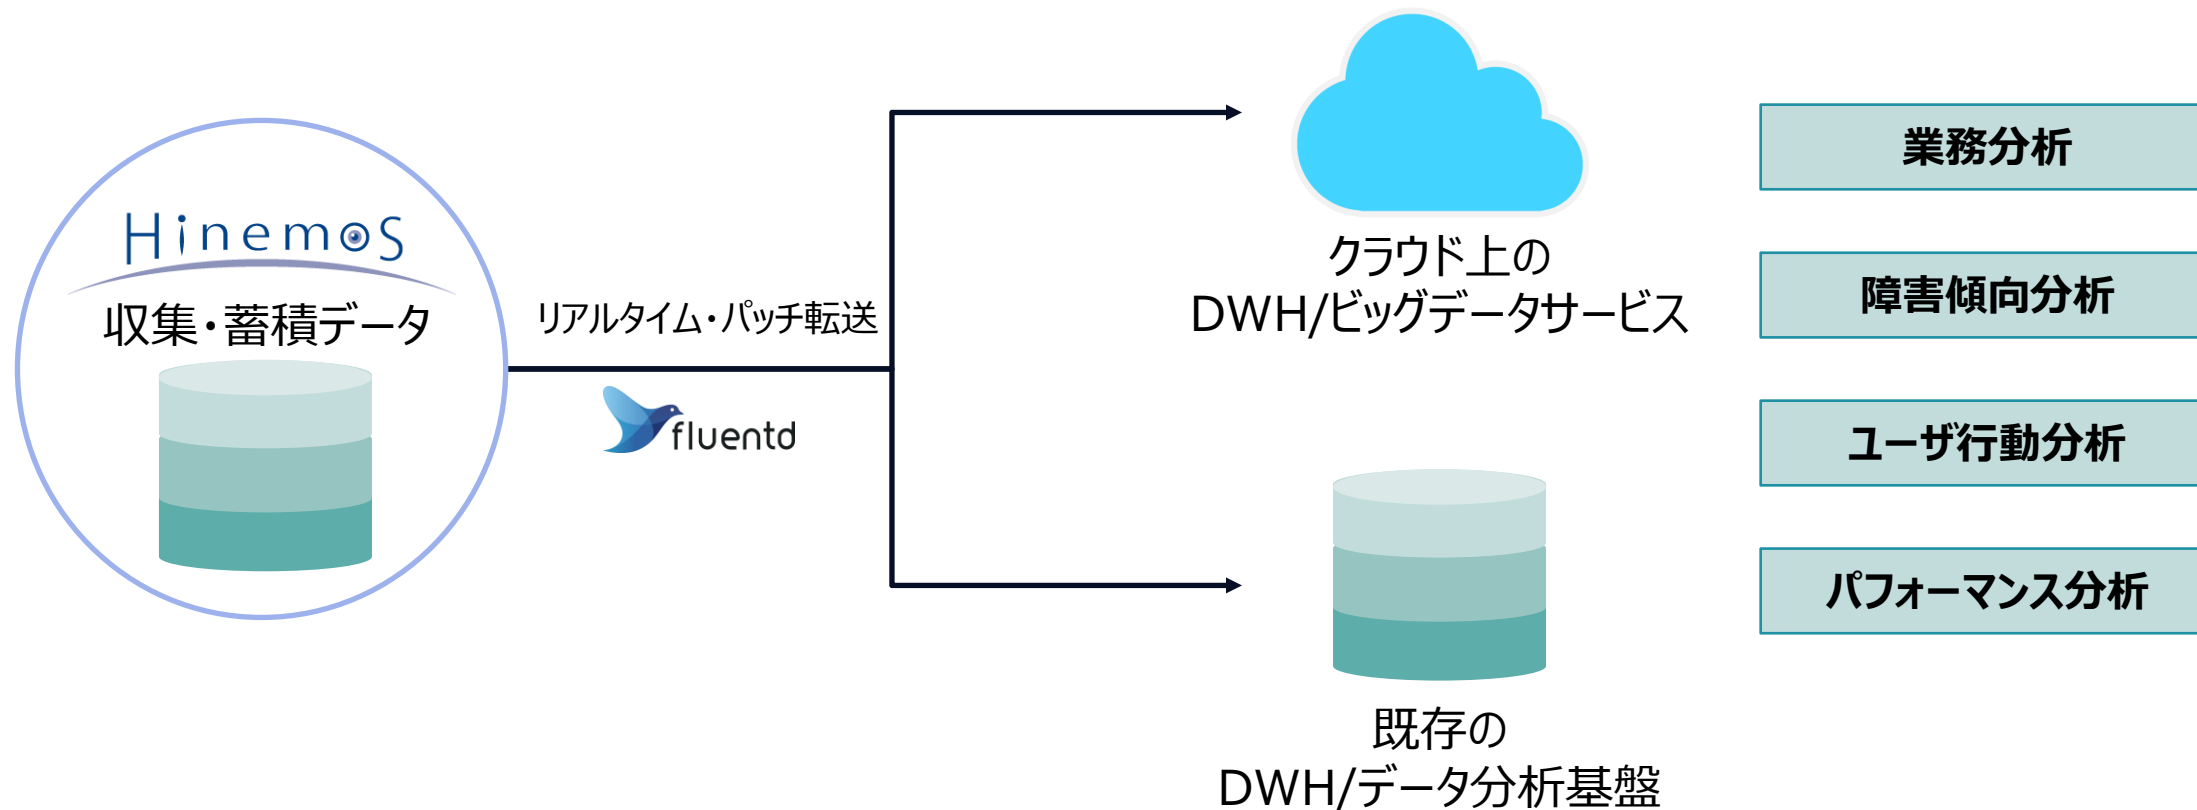 Hinemos
収集・蓄積データ
リアルタイム・パッチ転送
fluentd
クラウド上の
DWH/ビッグデータサービス
既存の
DWH/データ分析基盤
業務分析
障害傾向分析
ユーザ行動分析
パフォーマンス分析